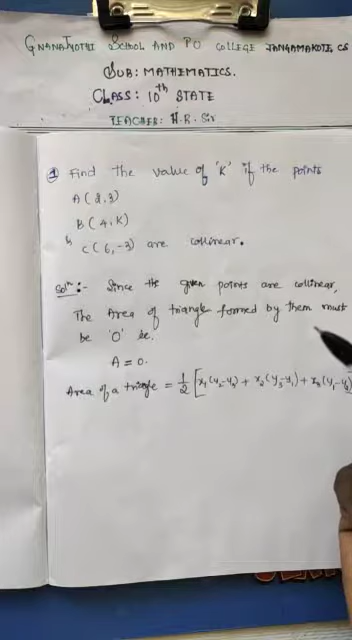 GNANAJYOTHI SCHOOL AND PU COLLEGE JANGAMAKOTE CS
SUB: MATHEMATICS.
CLASS: 10th STATE
TEACHER: H.R. Sir
① Find the value of 'K' if the points
A(2,3)
B(4,K)
& C(6,-3) are collinear.
Soln:- Since the given points are collinear,
The Area of triangle formed by them must
be '0' ie.
A = 0.
Area of a triangle = 1/2 [x₁(y₂-y₃) + x₂(y₃-y₁) + x₃(y₁-y₂)